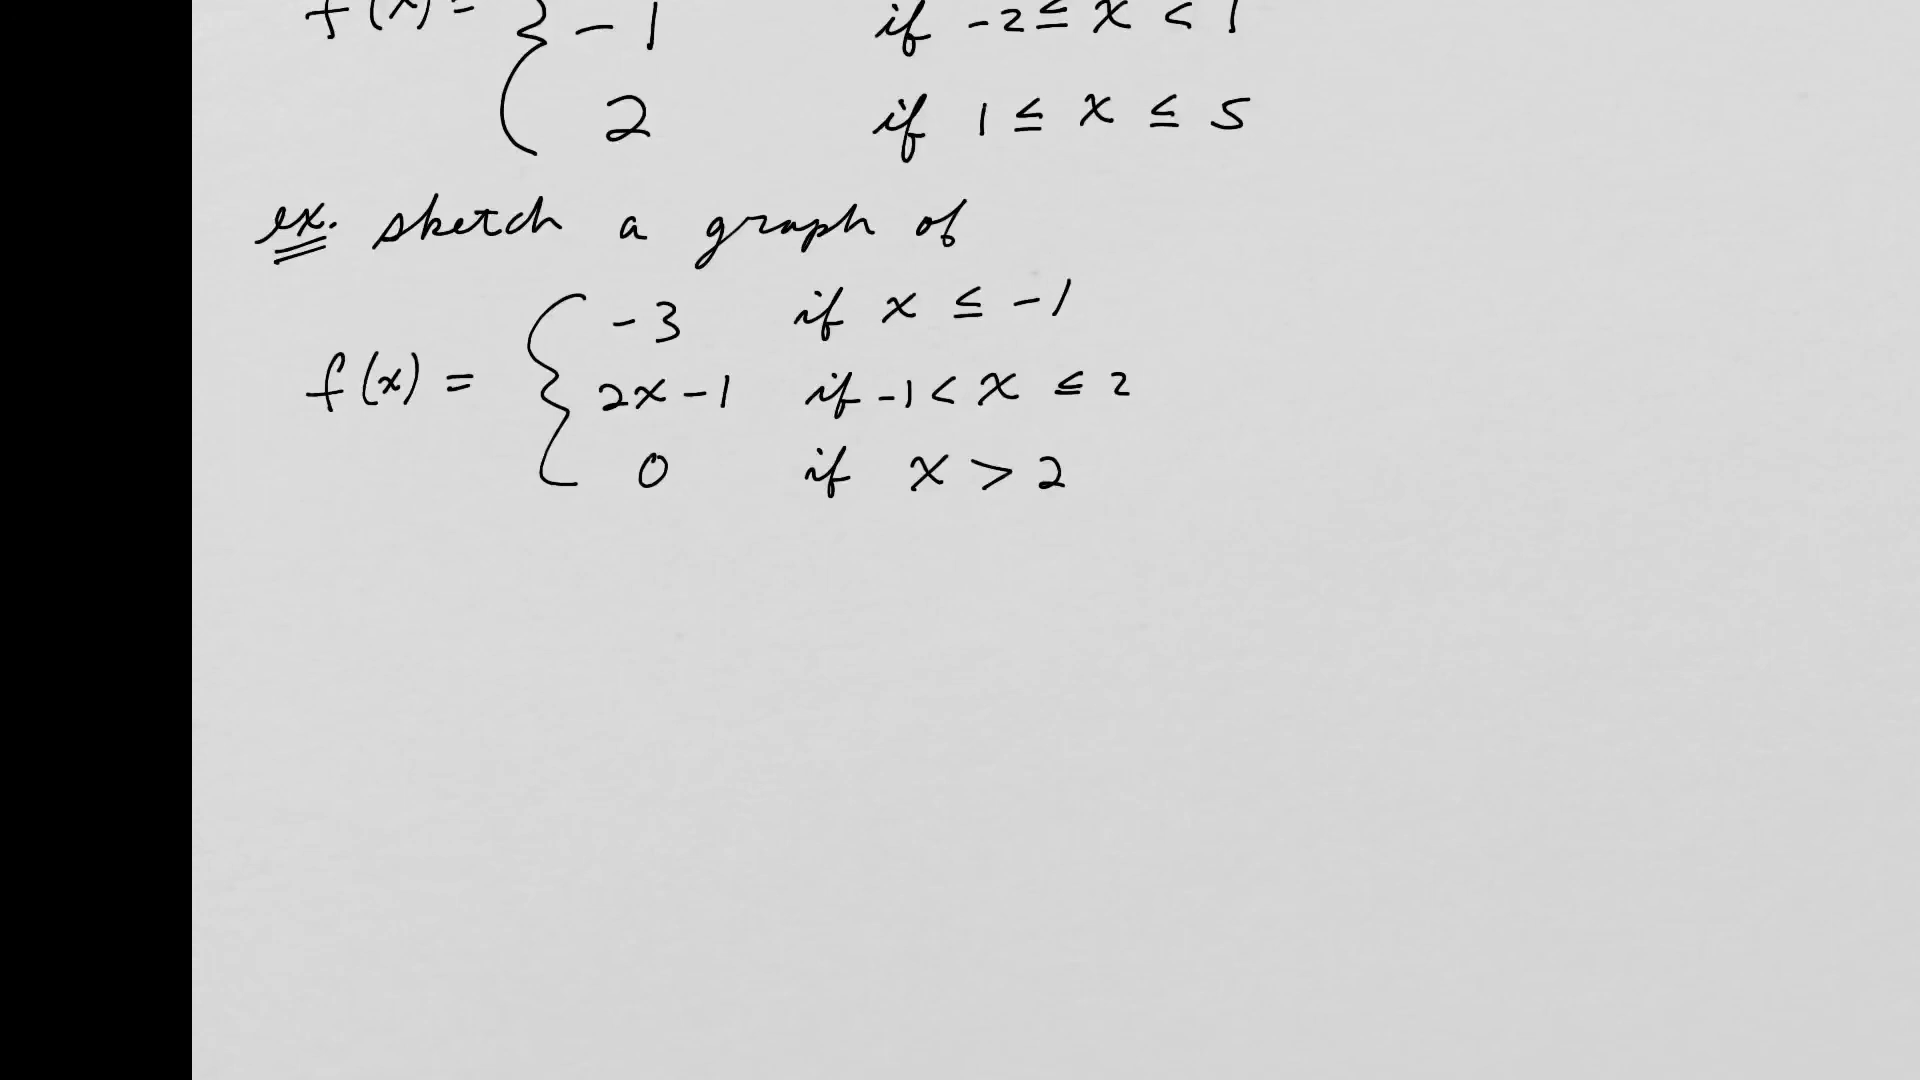 f(x) = { -1 if -2 ≤ x < 1
2 if 1 ≤ x ≤ 5
ex. sketch a graph of
-3 if x ≤ -1
f(x) = { 2x-1 if -1 < x ≤ 2
0 if x > 2